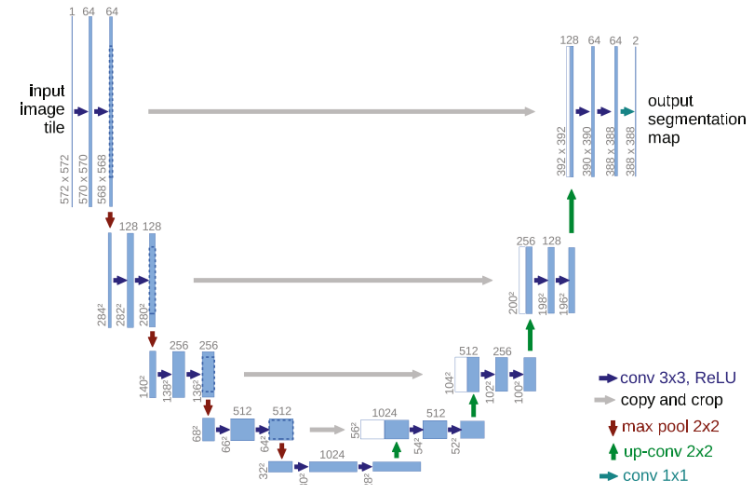 1 64 64
128 64 64 2
input
image
tile
output
segmentation
map
572 x 572
570 x 570
568 x 568
392 x 392
390 x 390
388 x 388
388 x 388
128 128
256 128
284²
282²
280²
200²
198²
196²
256 256
512 256
140²
138²
136²
104²
102²
100²
512 512
1024 512
68²
66²
64²
56²
54²
52²
1024
32²
conv 3x3, ReLU
copy and crop
max pool 2x2
up-conv 2x2
conv 1x1